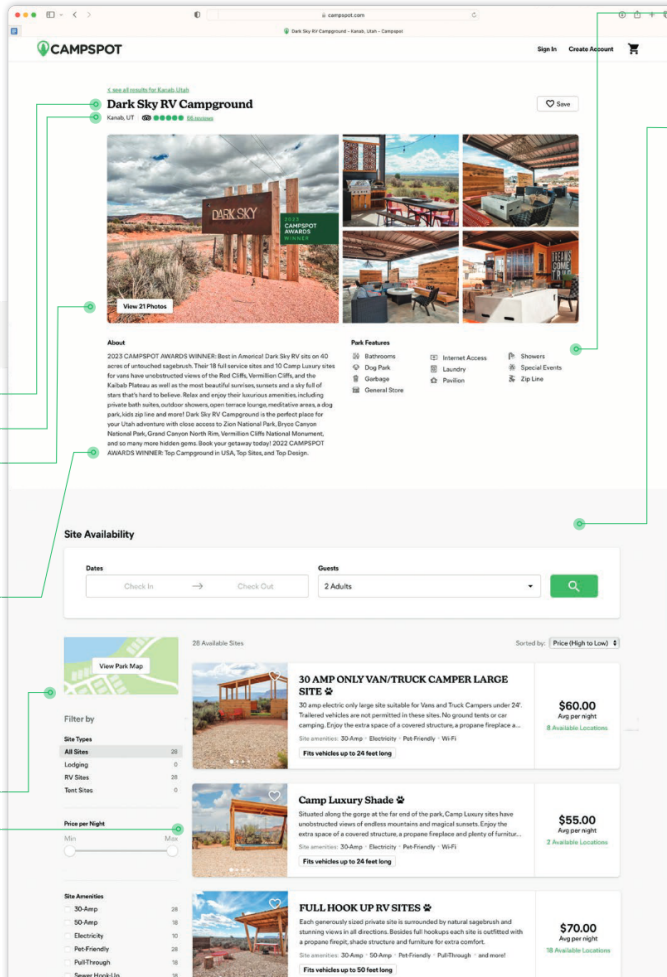 campspot.com
Dark Sky RV Campground – Kanab, Utah – Campspot
CAMPSPOT
Sign In
Create Account
< see all results for Kanab, Utah
Dark Sky RV Campground
Save
Kanab, UT
DARK SKY
2023
CAMPSPOT
AWARDS
WINNER
DREAMS
COME
View 21 Photos
About
2023 CAMPSPOT AWARDS WINNER: Best in America! Dark Sky RV sits on 40
acres of untouched sagebrush. Their 18 full service sites and 10 Camp Luxury sites
for vans have unobstructed views of the Red Cliffs, Vermillion Cliffs, and the
Kaibab Plateau as well as the most beautiful sunrises, sunsets and a sky full of
stars that's hard to believe. Relax and enjoy their luxurious amenities, including
private bath suites, outdoor showers, open terrace lounge, meditative areas, a dog
park, kids zip line and more! Dark Sky RV Campground is the perfect place for
your Utah adventure with close access to Zion National Park, Bryce Canyon
National Park, Grand Canyon North Rim, Vermillion Cliffs National Monument,
and so many more hidden gems. Book your getaway today! 2022 CAMPSPOT
AWARDS WINNER: Top Campground in USA, Top Sites, and Top Design.
Park Features
Bathrooms
Dog Park
Garbage
General Store
Internet Access
Laundry
Pavilion
Showers
Special Events
Zip Line
Site Availability
Dates
Check In → Check Out
Guests
2 Adults
View Park Map
28 Available Sites
Sorted by: Price (High to Low)
Filter by
Site Types
All Sites 28
Lodging 0
RV Sites 28
Tent Sites 0
Price per Night
Min Max
Site Amenities
30-Amp 28
50-Amp 18
Electricity 10
Pet-Friendly 28
Pull-Through 18
Sewer Hook-Up 18
30 AMP ONLY VAN/TRUCK CAMPER LARGE
SITE
30 amp electric only large site suitable for Vans and Truck Campers under 24'.
Trailered vehicles are not permitted in these sites. No ground tents or car
camping. Enjoy the extra space of a covered structure, a propane fireplace a...
Site amenities: 30-Amp · Electricity · Pet-Friendly · Wi-Fi
Fits vehicles up to 24 feet long
$60.00
Avg per night
8 Available Locations
Camp Luxury Shade
Situated along the gorge at the far end of the park, Camp Luxury sites have
unobstructed views of endless mountains and magical sunsets. Enjoy the
extra space of a covered structure, a propane fireplace and plenty of furnitur...
Site amenities: 30-Amp · Electricity · Pet-Friendly · Wi-Fi
Fits vehicles up to 24 feet long
$55.00
Avg per night
2 Available Locations
FULL HOOK UP RV SITES
Each generously sized private site is surrounded by natural sagebrush and
stunning views in all directions. Besides full hookups each site is outfitted with
a propane firepit, shade structure and furniture for extra comfort.
Site amenities: 30-Amp · 50-Amp · Pet-Friendly · Pull-Through · and more!
Fits vehicles up to 50 feet long
$70.00
Avg per night
18 Available Locations